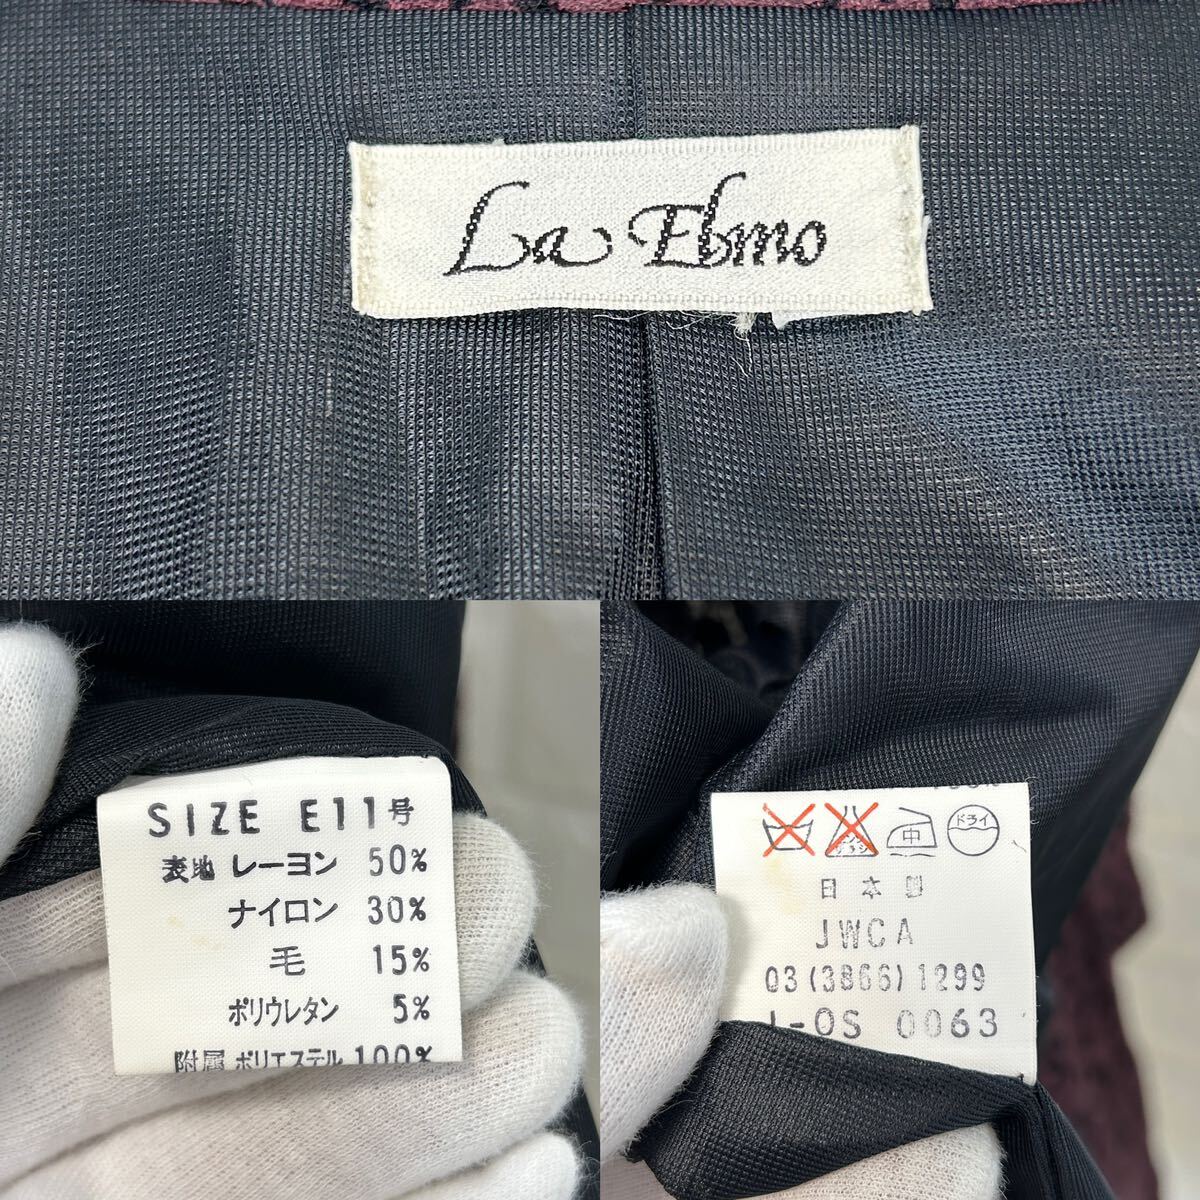 La Elmo
SIZE E11号
表地 レーヨン 50%
ナイロン 30%
毛 15%
ポリウレタン 5%
附属 ポリエステル 100%
中 ドライ
日本製
JWCA
03(3866)1299
I-OS 0063